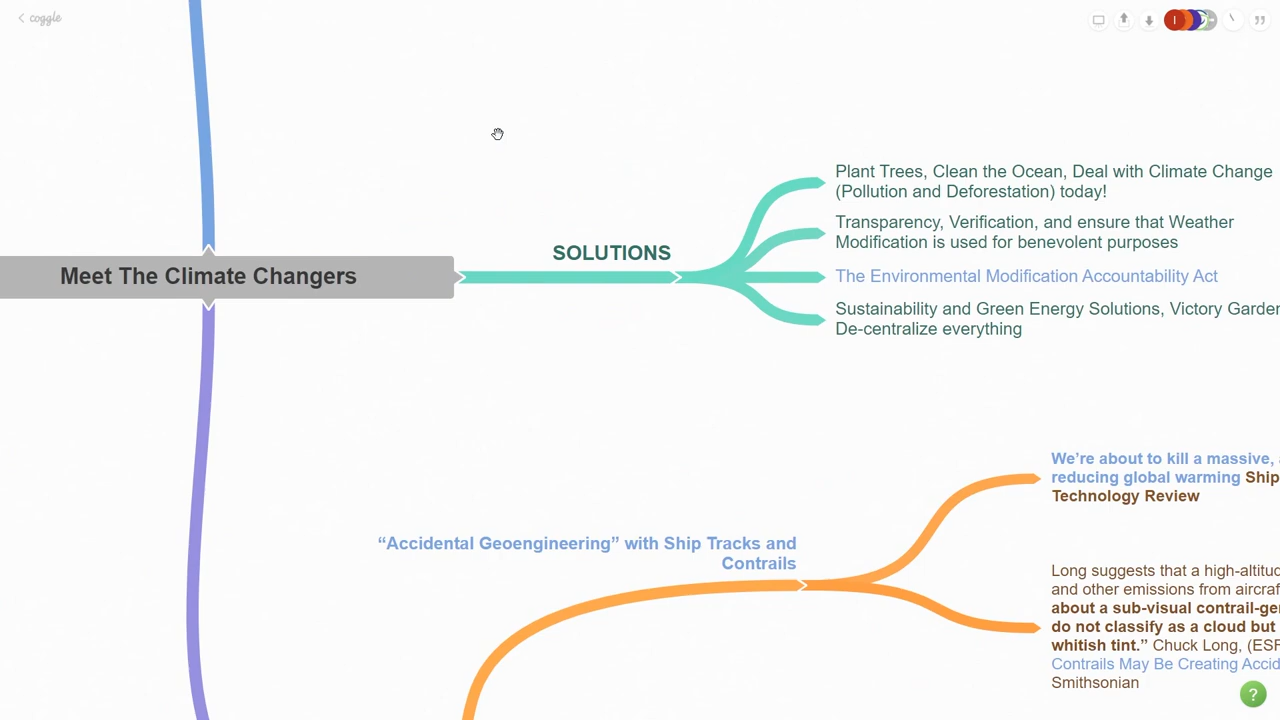 coggle
Plant Trees, Clean the Ocean, Deal with Climate Change
(Pollution and Deforestation) today!
Transparency, Verification, and ensure that Weather
Modification is used for benevolent purposes
SOLUTIONS
Meet The Climate Changers
The Environmental Modification Accountability Act
Sustainability and Green Energy Solutions, Victory Garden
De-centralize everything
We're about to kill a massive,
reducing global warming Ship
Technology Review
“Accidental Geoengineering” with Ship Tracks and
Contrails
Long suggests that a high-altitud
and other emissions from aircraf
about a sub-visual contrail-ge
do not classify as a cloud but
whitish tint.” Chuck Long, (ESR
Contrails May Be Creating Accid
Smithsonian
?